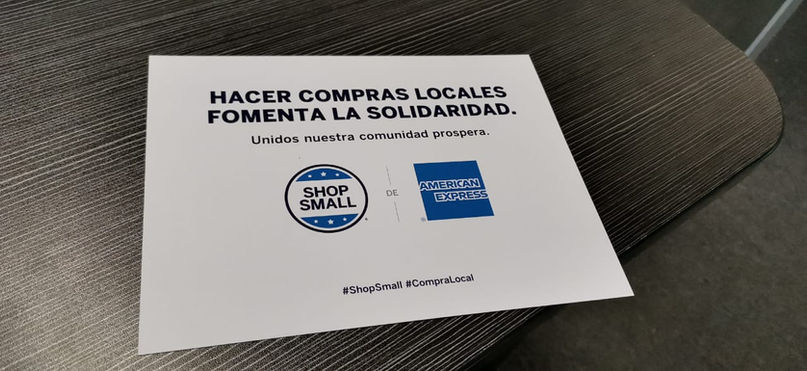 HACER COMPRAS LOCALES
FOMENTA LA SOLIDARIDAD.
Unidos nuestra comunidad prospera.
SHOP
SMALL
®
DE
AMERICAN
EXPRESS
®
#ShopSmall #CompraLocal